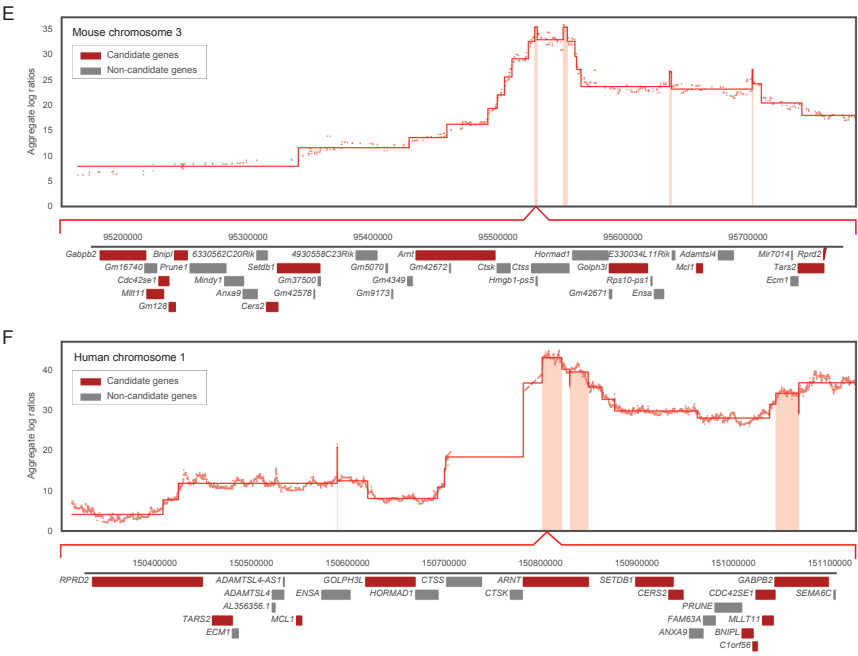 E
Mouse chromosome 3
Candidate genes
Non-candidate genes
Aggregate log ratios
35
30
25
20
15
10
5
0
95200000 95300000 95400000 95500000 95600000 95700000
Gabpb2 Bnipl 6330562C20Rik 4930558C23Rik Arnt Hormad1 E330034L11Rik Adamtsl4 Mir7014 Rprd2
Gm16740 Prune1 Setdb1 Gm5070 Gm42672 Ctsk Ctss Golph3l Mcl1 Tars2
Cdc42se1 Mindy1 Gm37500 Gm4349 Hmgb1-ps5 Rps10-ps1 Ecm1
Mllt11 Anxa9 Gm42578 Gm9173 Gm42691 Ensa
Gm128 Cers2
F
Human chromosome 1
Candidate genes
Non-candidate genes
Aggregate log ratios
40
30
20
10
0
150400000 150500000 150600000 150700000 150800000 150900000 151000000 151100000
RPRD2 ADAMTSL4-AS1 GOLPH3L CTSS ARNT SETDB1 GABPB2
ADAMTSL4 ENSA HORMAD1 CTSK CERS2 CDC42SE1 SEMA6C
AL356356.1 PRUNE
TARS2 MCL1 FAM63A MLLT11
ECM1 ANXA9 BNIPL
C1orf56